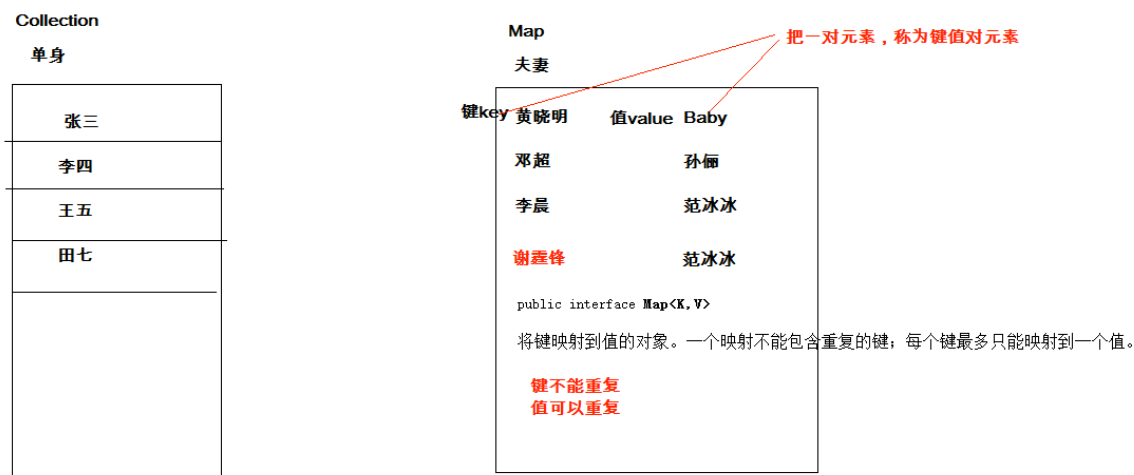 Collection
单身
张三
李四
王五
田七
Map
夫妻
把一对元素，称为键值对元素
键key 黄晓明 值value Baby
邓超 孙俪
李晨 范冰冰
谢霆锋 范冰冰
public interface Map<K,V>
将键映射到值的对象。一个映射不能包含重复的键；每个键最多只能映射到一个值。
键不能重复
值可以重复